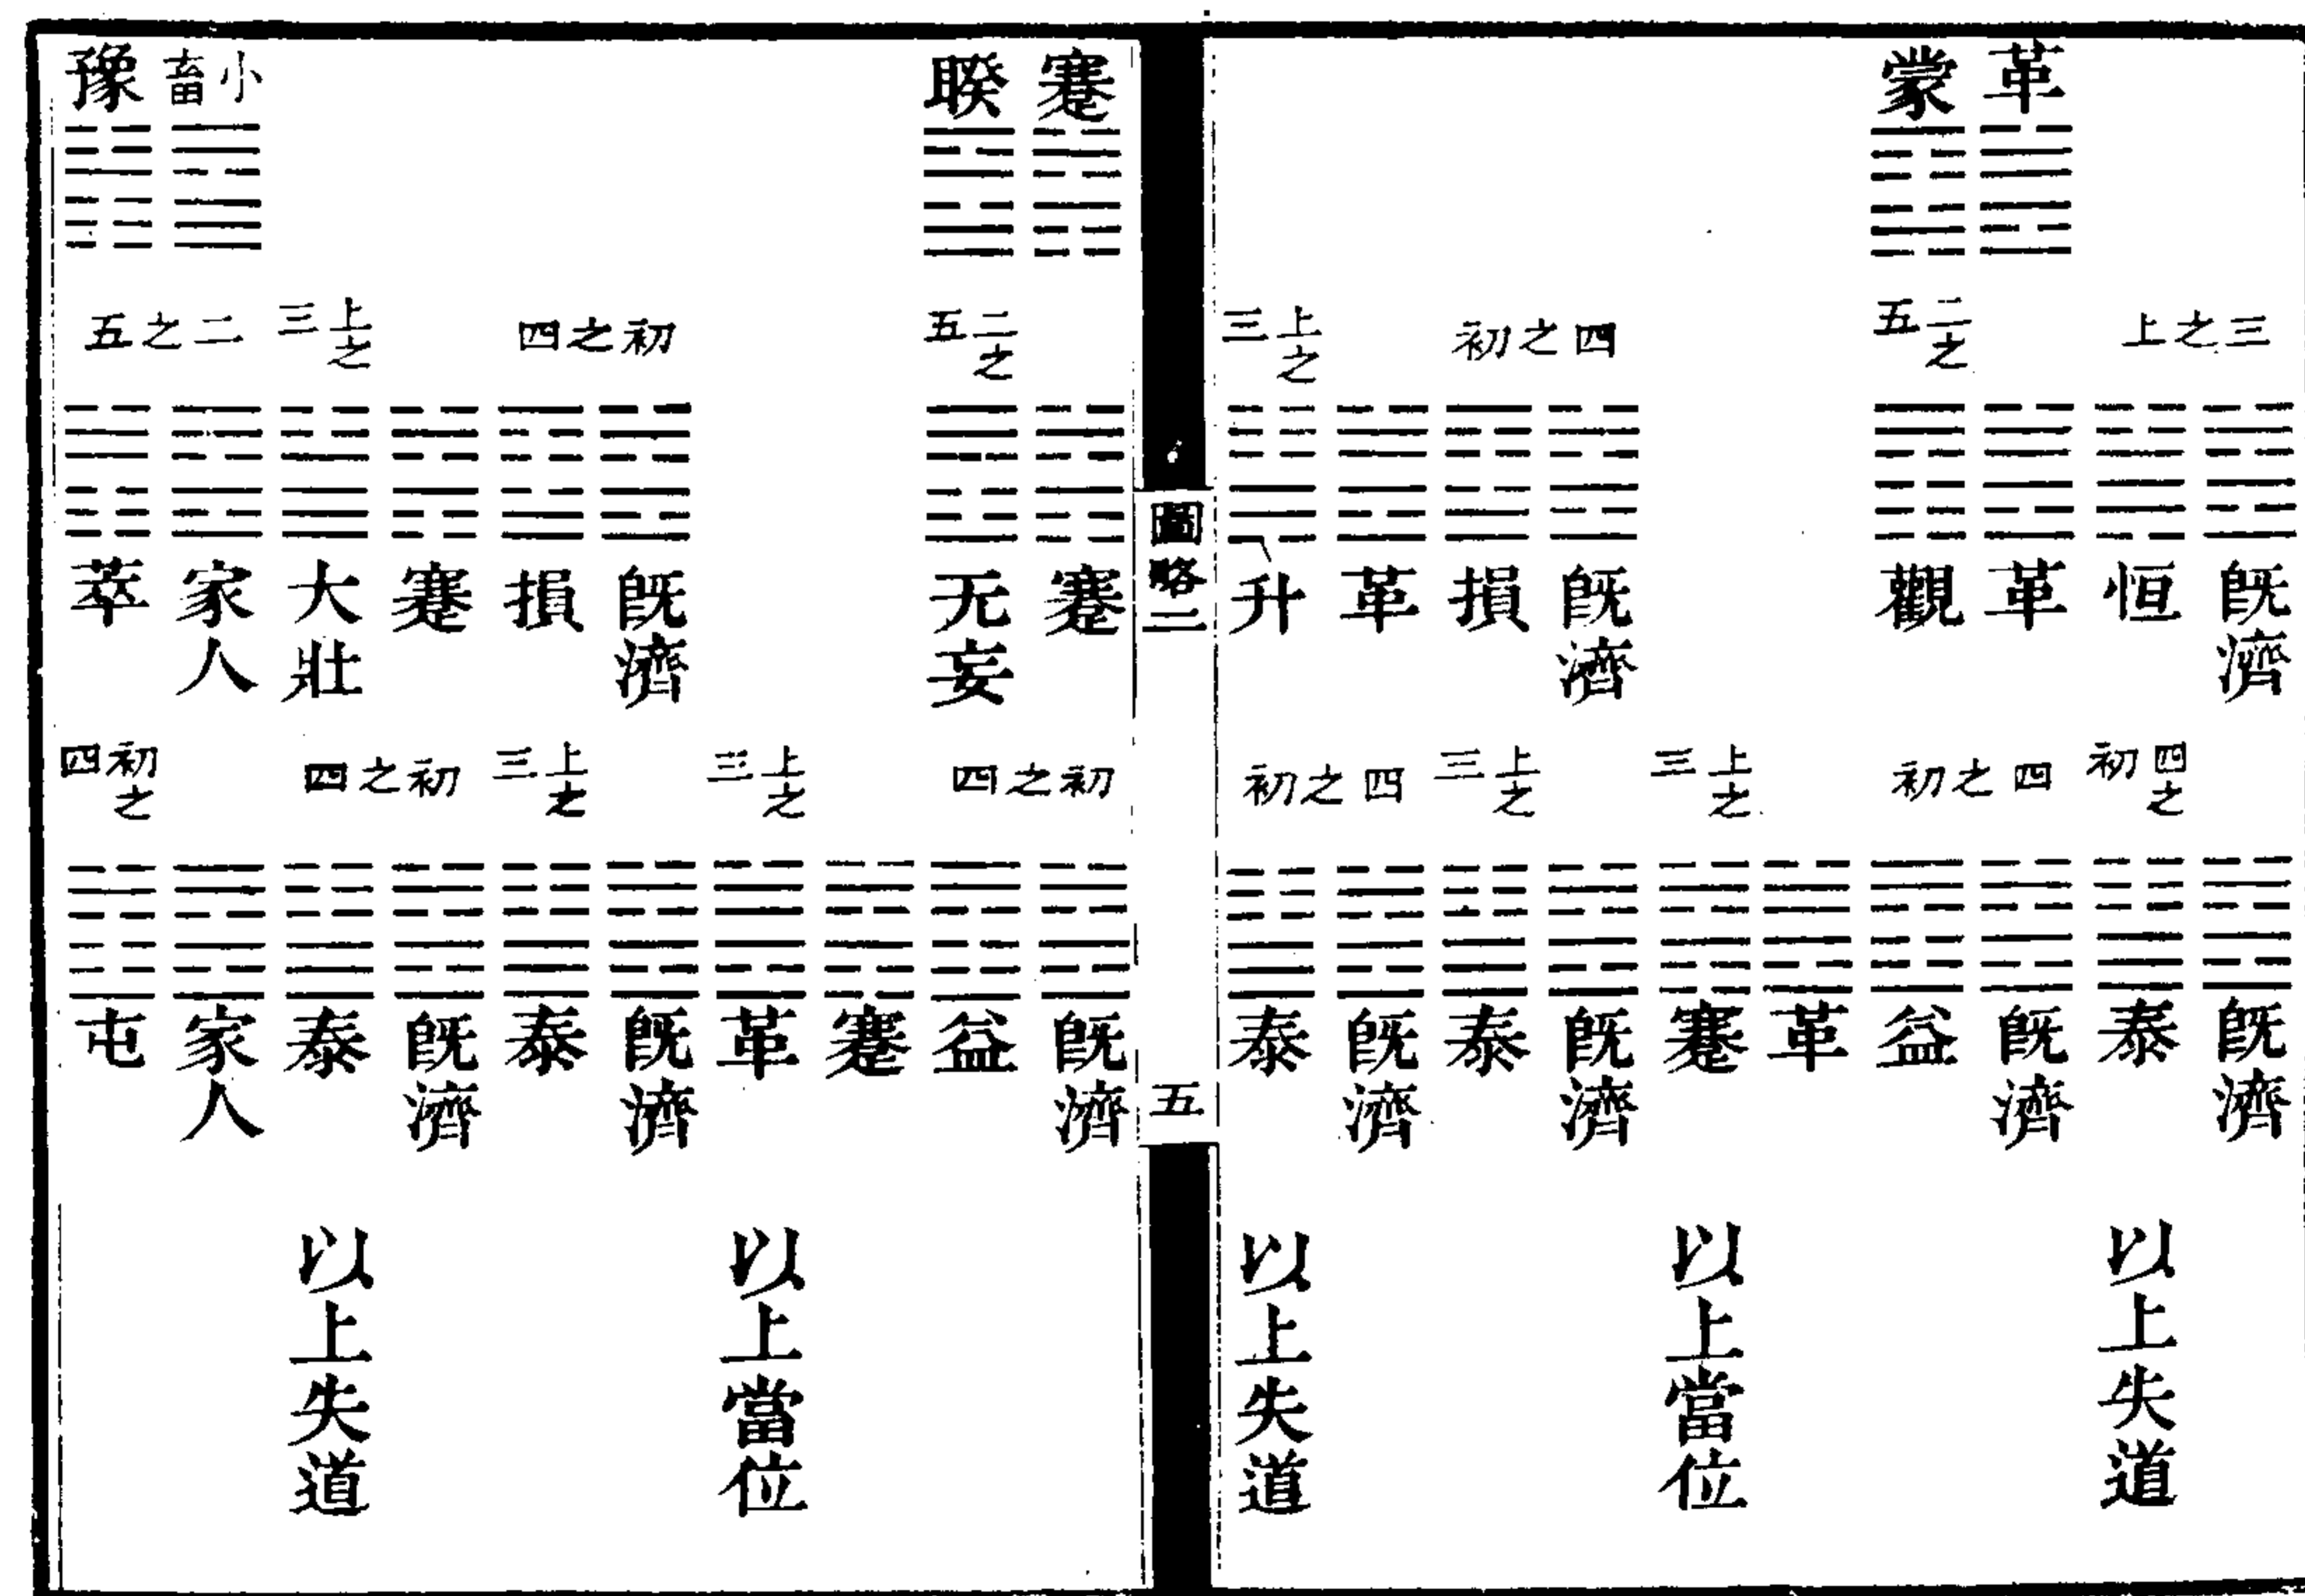 革
蒙
三之上
二之五
四之初
上之三
既濟
恒
革
觀
既濟
損
革
升
四之初
四之初
上之三
上之三
四之初
既濟
泰
既濟
益
革
蹇
既濟
泰
既濟
泰
以上失道
以上當位
以上失道
圖略二
五
蹇
睽
小畜
豫
二之五
初之四
上之三
二之五
蹇
无妄
既濟
損
蹇
大壯
家人
萃
初之四
上之三
上之三
初之四
初之四
既濟
益
蹇
革
既濟
泰
既濟
泰
家人
屯
以上當位
以上失道